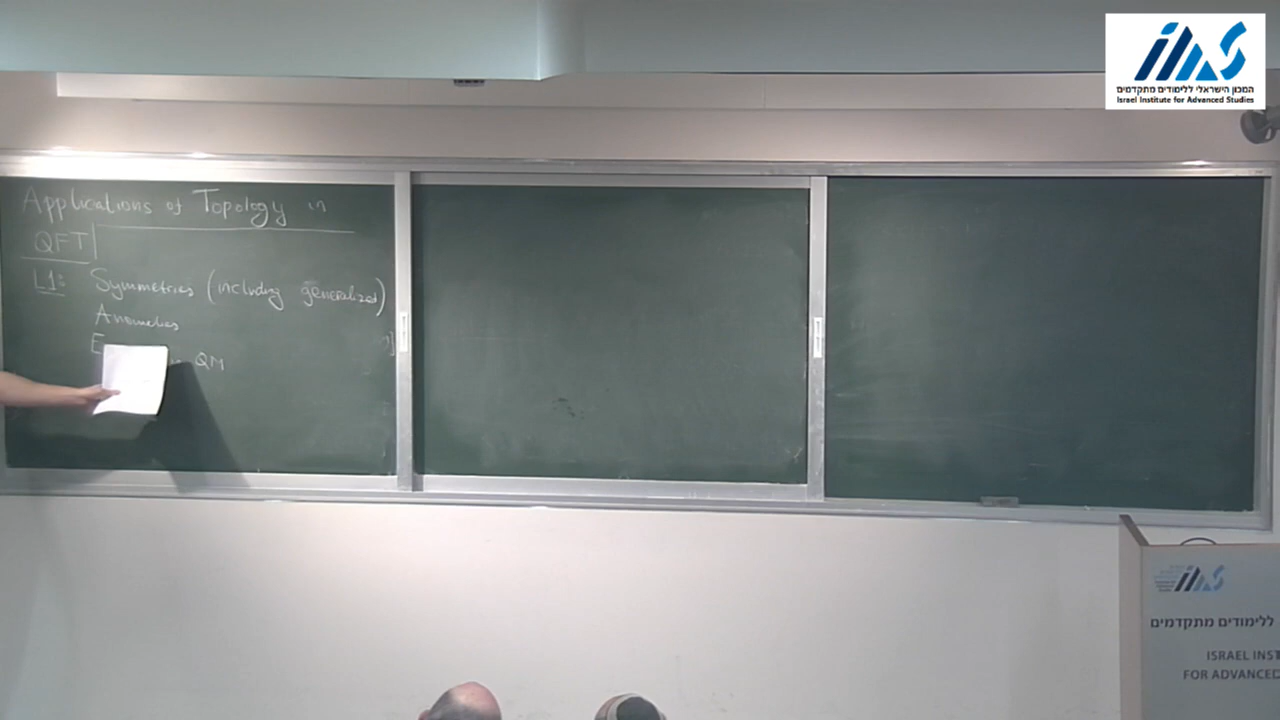 Applications of Topology in
QFT
L1: Symmetries (including generalized)
Anomalies
QM
המכון הישראלי ללימודים מתקדמים
Israel Institute for Advanced Studies
ללימודים מתקדמים
ISRAEL INST
FOR ADVANCED